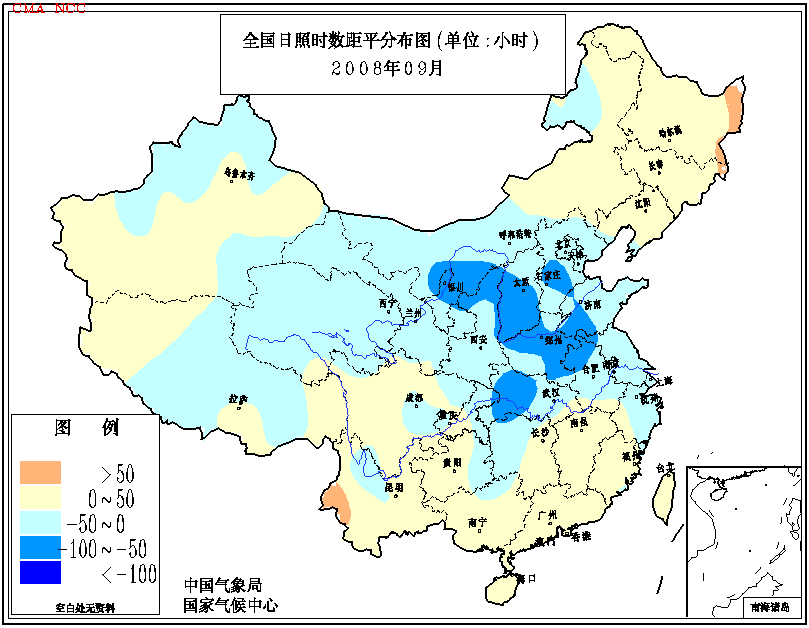 CMA NCC
全国日照时数距平分布图(单位:小时)
2008年09月
哈尔滨
长春
沈阳
乌鲁木齐
呼和浩特
北京
天津
银川
太原
石家庄
济南
西宁
兰州
西安
郑州
合肥
南京
上海
杭州
拉萨
成都
重庆
武汉
长沙
南昌
贵阳
福州
台北
昆明
南宁
广州
澳门
香港
海口
图 例
>50
0~50
-50~0
-100~-50
<-100
空白处无资料
中国气象局
国家气候中心
南海诸岛